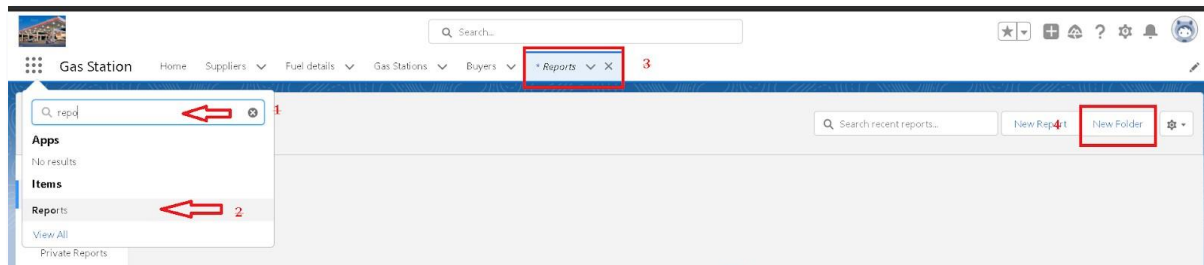 Search...
Gas Station Home Suppliers Fuel details Gas Stations Buyers * Reports 3
repo 1
Search recent reports... New Report 4 New Folder
Apps
No results
Items
Reports 2
View All
Private Reports